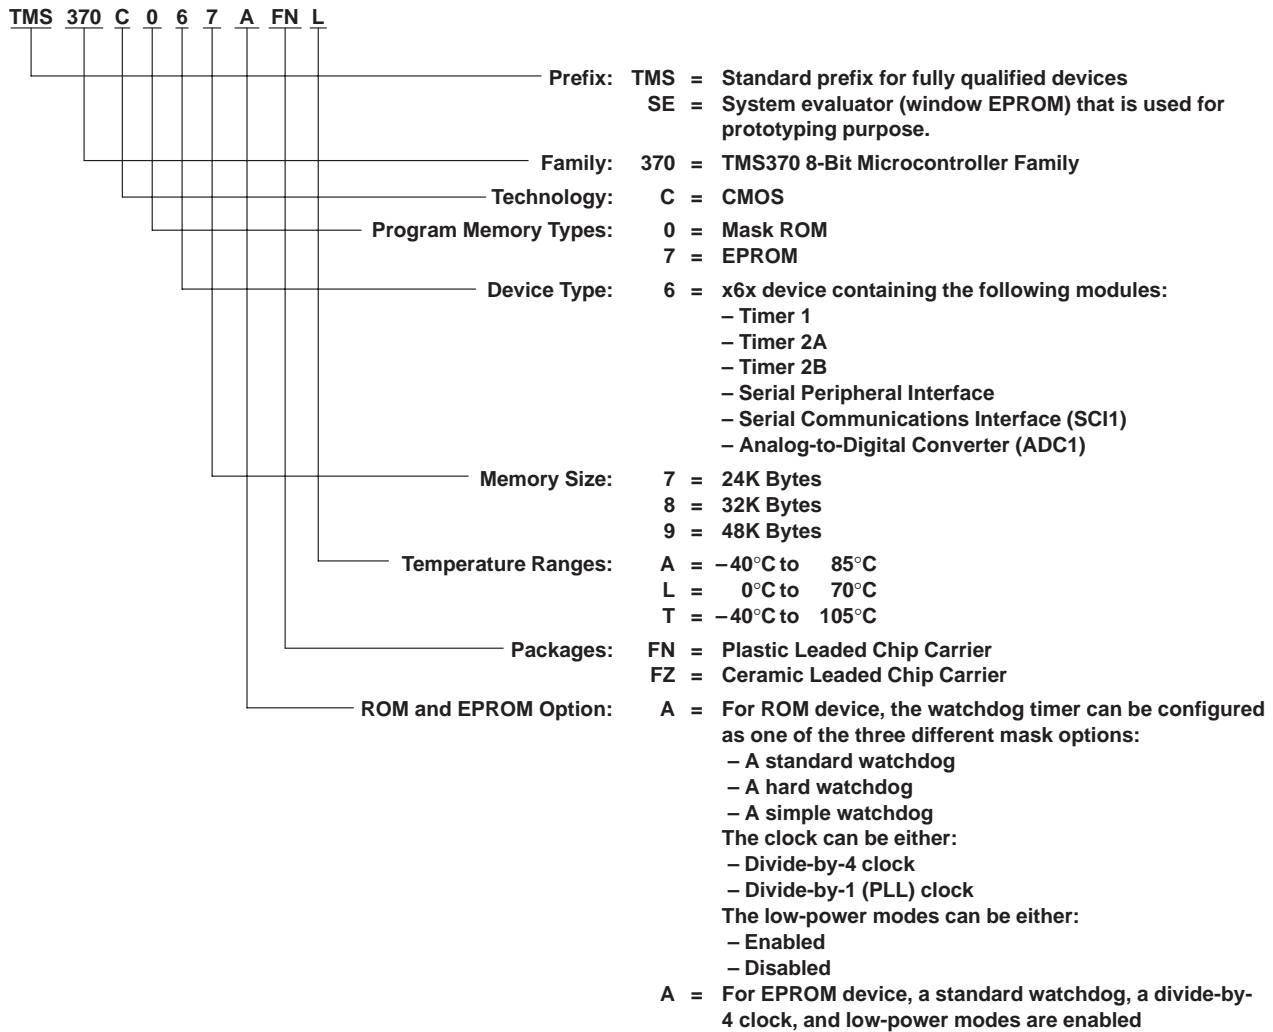 TMS 370 C 0 6 7 A FN L
Prefix: TMS = Standard prefix for fully qualified devices
SE = System evaluator (window EPROM) that is used for
prototyping purpose.
Family: 370 = TMS370 8-Bit Microcontroller Family
Technology: C = CMOS
Program Memory Types: 0 = Mask ROM
7 = EPROM
Device Type: 6 = x6x device containing the following modules:
– Timer 1
– Timer 2A
– Timer 2B
– Serial Peripheral Interface
– Serial Communications Interface (SCI1)
– Analog-to-Digital Converter (ADC1)
Memory Size: 7 = 24K Bytes
8 = 32K Bytes
9 = 48K Bytes
Temperature Ranges: A = –40°C to 85°C
L = 0°C to 70°C
T = –40°C to 105°C
Packages: FN = Plastic Leaded Chip Carrier
FZ = Ceramic Leaded Chip Carrier
ROM and EPROM Option: A = For ROM device, the watchdog timer can be configured
as one of the three different mask options:
– A standard watchdog
– A hard watchdog
– A simple watchdog
The clock can be either:
– Divide-by-4 clock
– Divide-by-1 (PLL) clock
The low-power modes can be either:
– Enabled
– Disabled
A = For EPROM device, a standard watchdog, a divide-by-
4 clock, and low-power modes are enabled